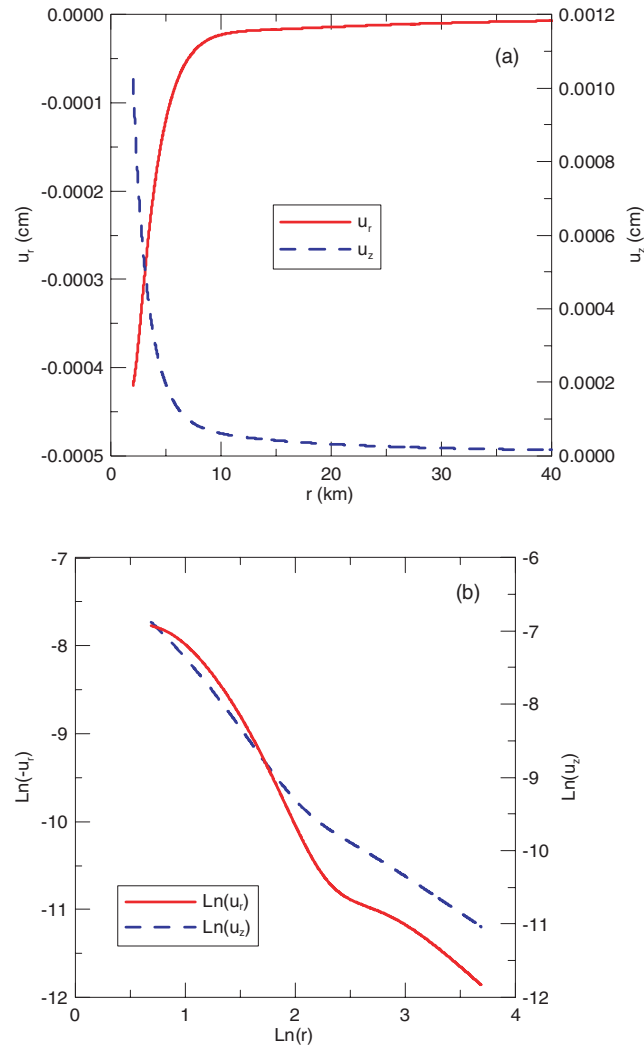 0.0000
-0.0001
-0.0002
-0.0003
-0.0004
-0.0005
u_r (cm)
(a)
u_r
u_z
0.0012
0.0010
0.0008
0.0006
0.0004
0.0002
0.0000
u_z (cm)
0 10 20 30 40
r (km)
-7
-8
-9
-10
-11
-12
Ln(-u_r)
(b)
Ln(u_r)
Ln(u_z)
-6
-7
-8
-9
-10
-11
-12
Ln(u_z)
0 1 2 3 4
Ln(r)